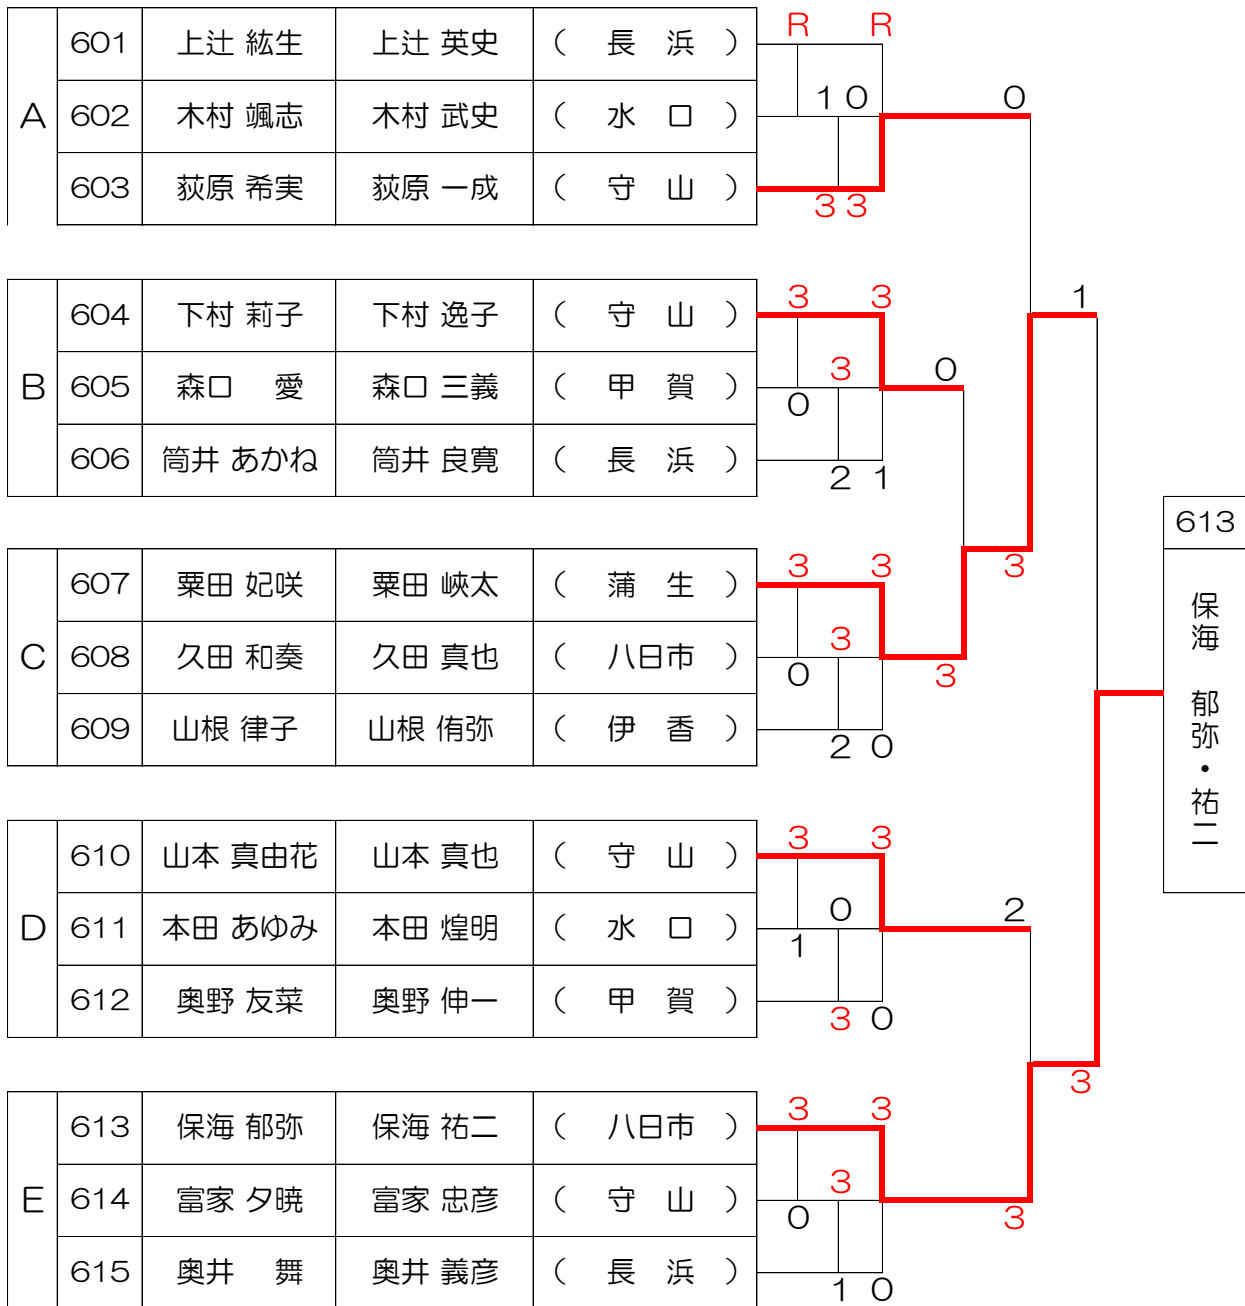 R R
601 上辻 紘生 上辻 英史 ( 長 浜 )
1 0 0
A 602 木村 颯志 木村 武史 ( 水 口 )
603 荻原 希実 荻原 一成 ( 守 山 )
3 3
3 3 1
604 下村 莉子 下村 逸子 ( 守 山 )
3 0
B 605 森口 愛 森口 三義 ( 甲 賀 )
0
606 筒井 あかね 筒井 良寛 ( 長 浜 )
2 1
613
3 3 3
607 粟田 妃咲 粟田 峽太 ( 蒲 生 )
3
C 608 久田 和奏 久田 真也 ( 八日市 )
0 3
609 山根 律子 山根 侑弥 ( 伊 香 )
2 0
保海 郁弥・祐二
3 3
610 山本 真由花 山本 真也 ( 守 山 )
0 2
D 611 本田 あゆみ 本田 煌明 ( 水 口 )
1
612 奥野 友菜 奥野 伸一 ( 甲 賀 )
3 0
3
3 3
613 保海 郁弥 保海 祐二 ( 八日市 )
3
E 614 富家 夕暁 富家 忠彦 ( 守 山 )
0 3
615 奥井 舞 奥井 義彦 ( 長 浜 )
1 0